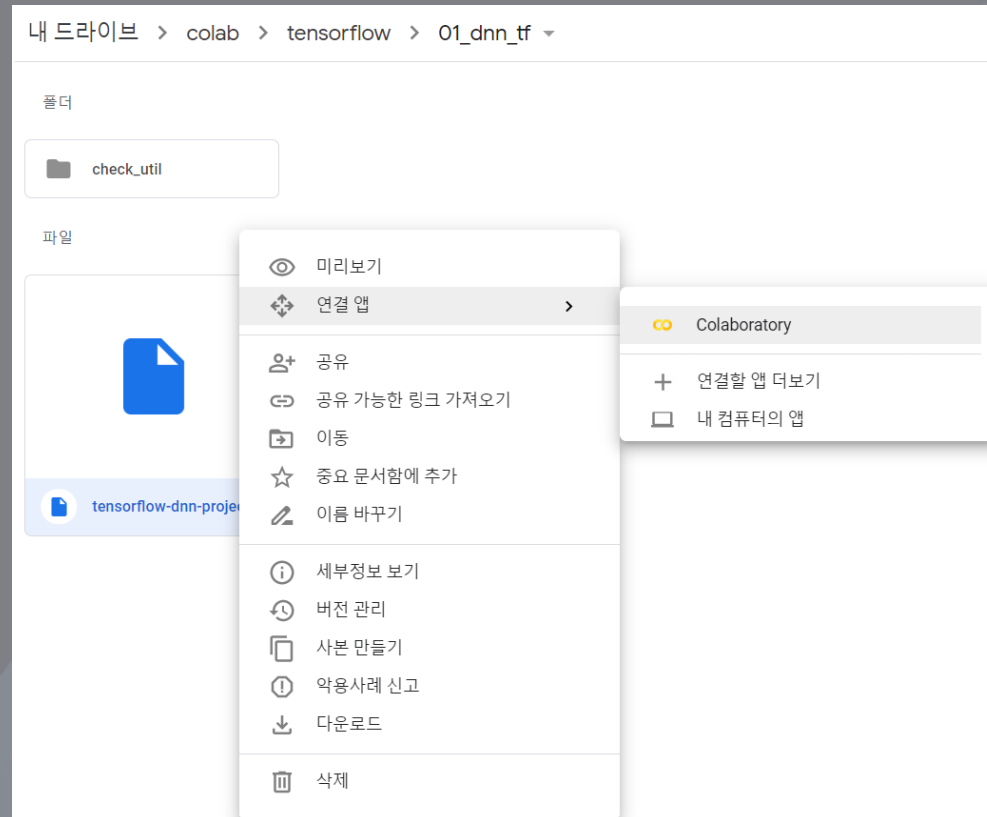 내 드라이브 > colab > tensorflow > 01_dnn_tf
폴더
check_util
파일
미리보기
연결 앱
Colaboratory
공유
연결할 앱 더보기
공유 가능한 링크 가져오기
내 컴퓨터의 앱
이동
중요 문서함에 추가
tensorflow-dnn-projec
이름 바꾸기
세부정보 보기
버전 관리
사본 만들기
악용사례 신고
다운로드
삭제